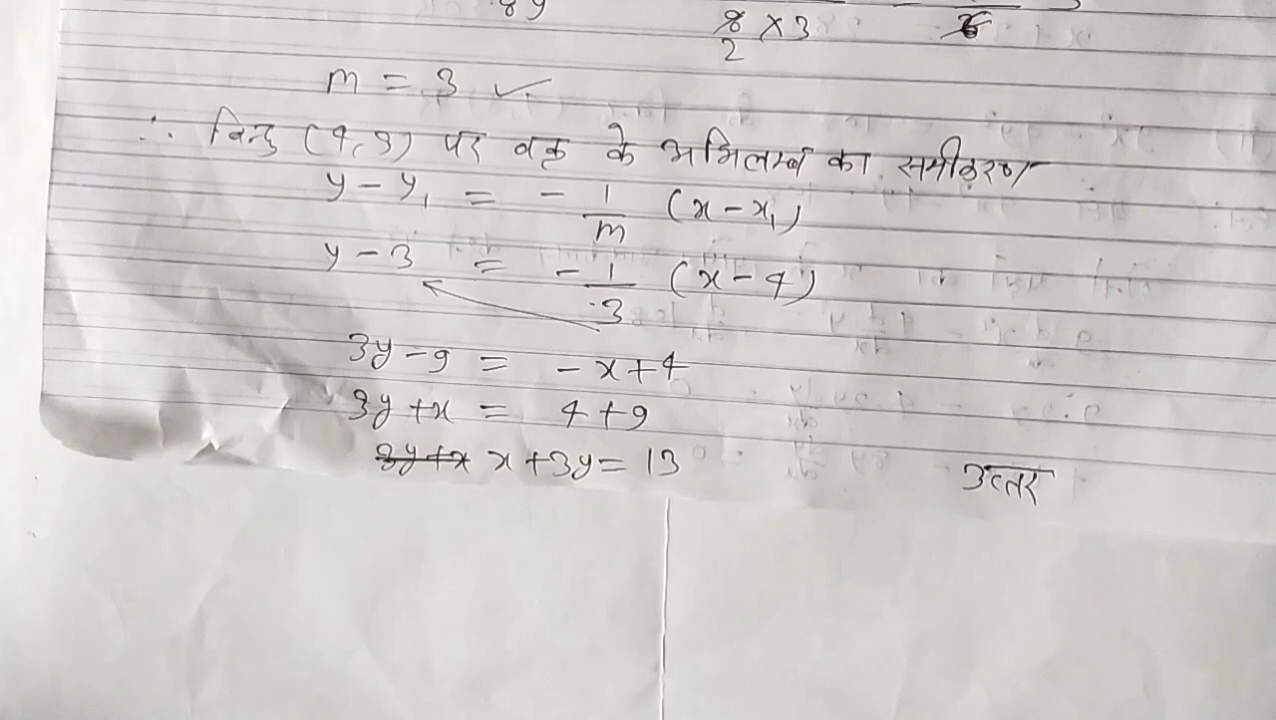 8y
8/2 × 3
m = 3 ✓
∴ बिन्दु (4,3) पर वक्र के अभिलम्ब का समीकरण
y - y₁ = - 1/m (x - x₁)
y - 3 = - 1/3 (x - 4)
3y - 9 = - x + 4
3y + x = 4 + 9
x + 3y = 13 उत्तर